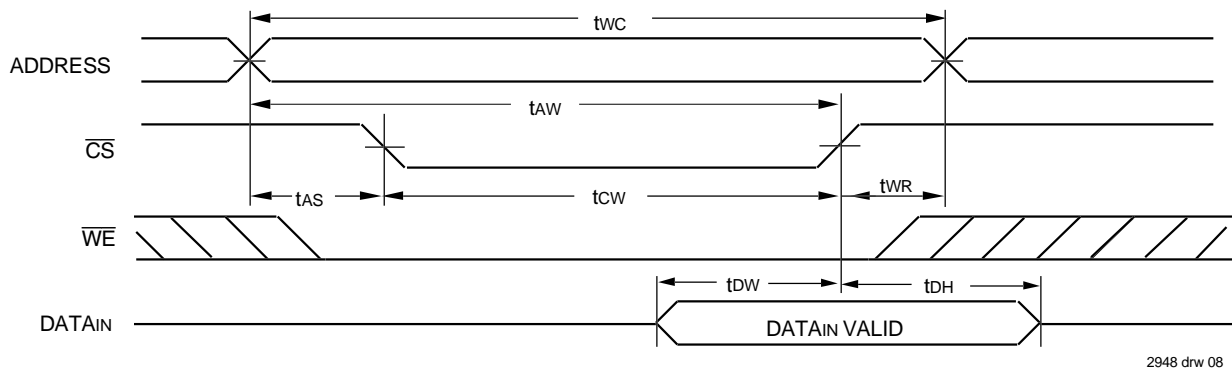 tWC
ADDRESS
tAW
CS
tAS
tCW
tWR
WE
tDW
tDH
DATAIN
DATAIN VALID
2948 drw 08